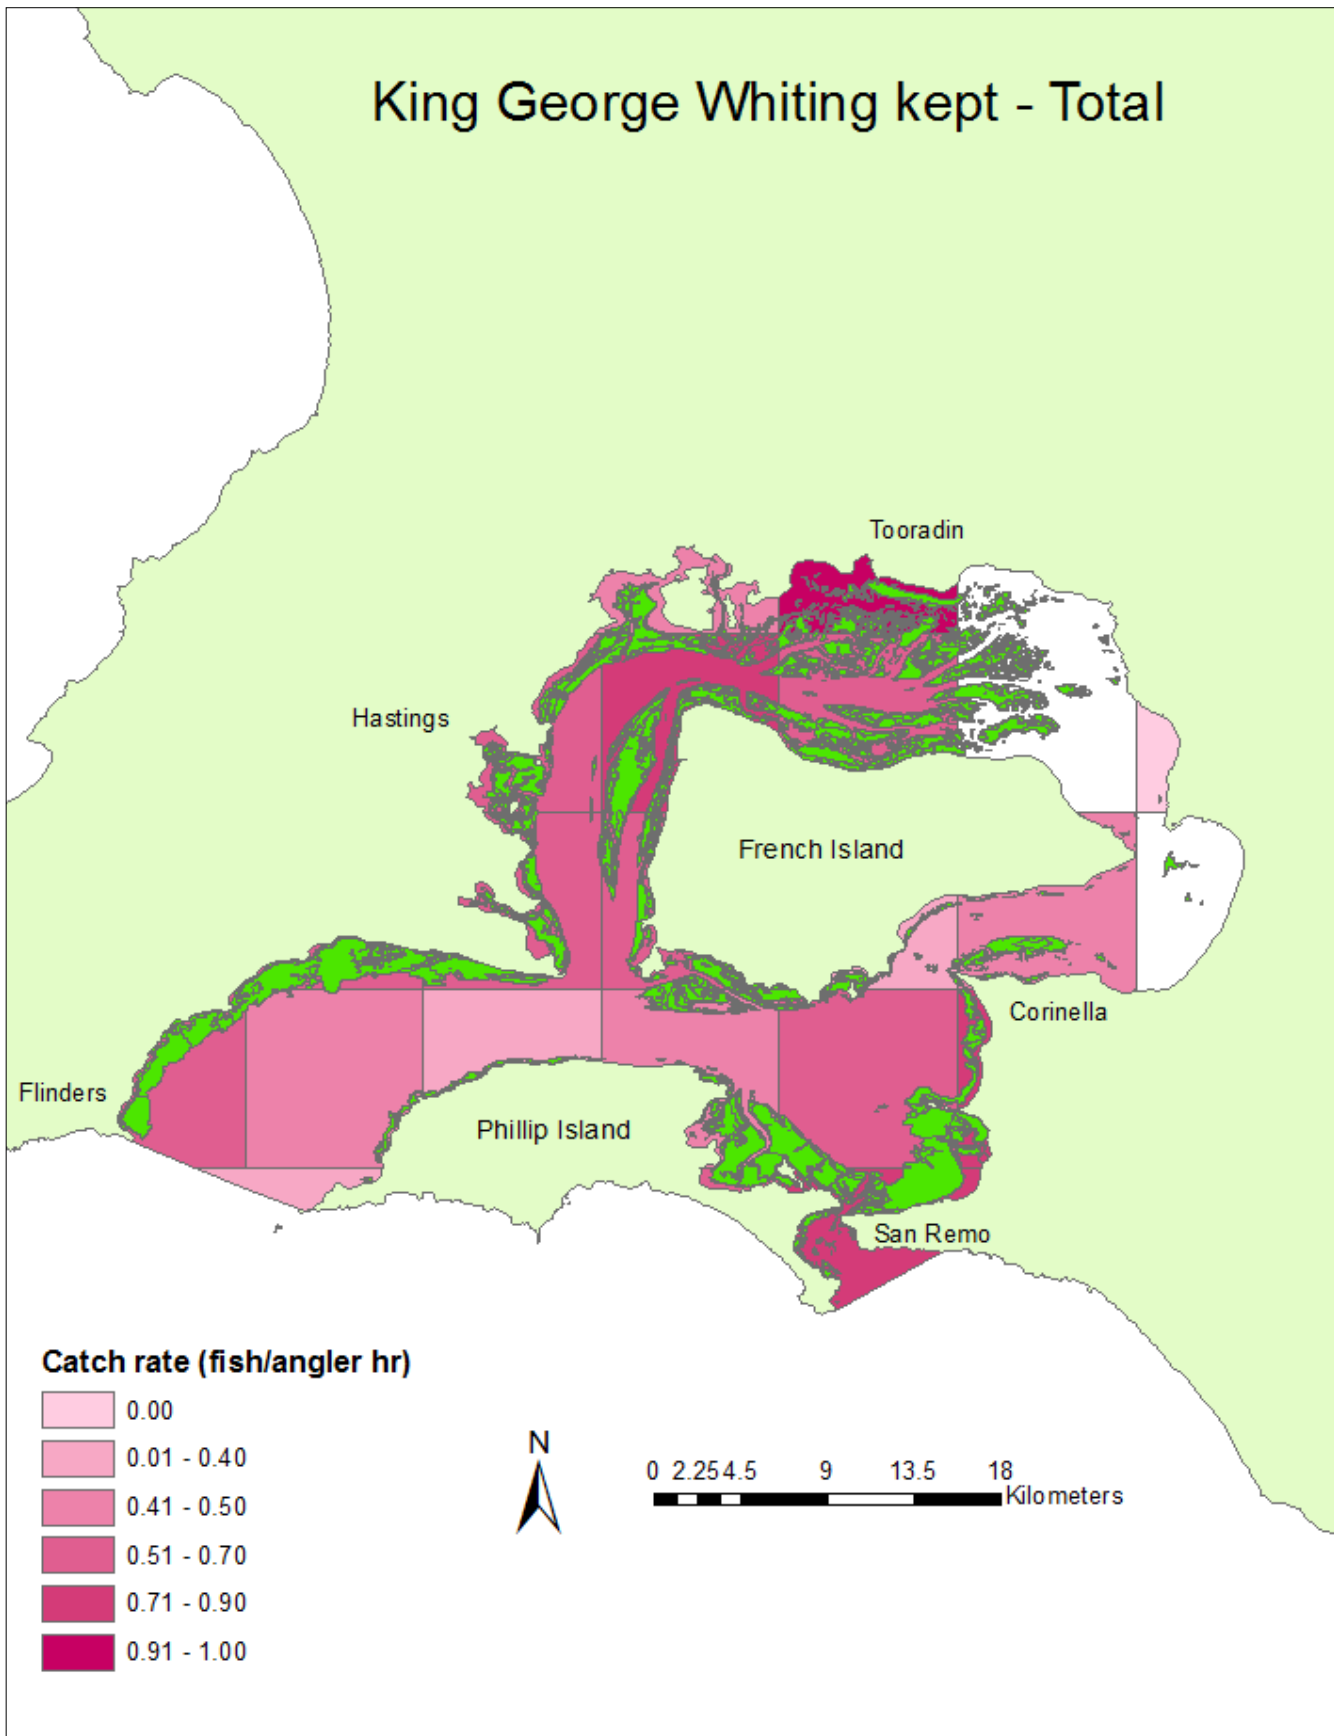 King George Whiting kept - Total
Tooradin
Hastings
French Island
Corinella
Flinders
Phillip Island
San Remo
Catch rate (fish/angler hr)
0.00
0.01 - 0.40
0.41 - 0.50
0.51 - 0.70
0.71 - 0.90
0.91 - 1.00
N
0 2.25 4.5 9 13.5 18
Kilometers